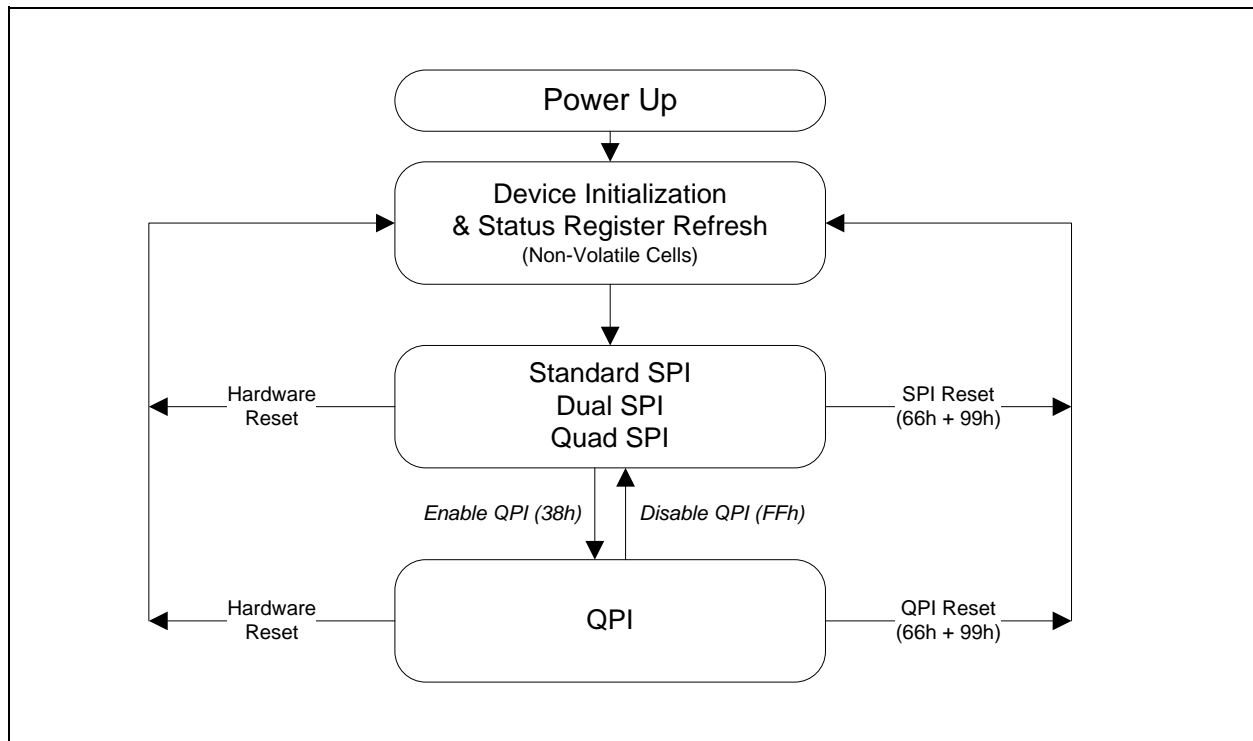 Power Up
Device Initialization
& Status Register Refresh
(Non-Volatile Cells)
Standard SPI
Dual SPI
Quad SPI
Hardware
Reset
SPI Reset
(66h + 99h)
Enable QPI (38h)
Disable QPI (FFh)
Hardware
Reset
QPI
QPI Reset
(66h + 99h)